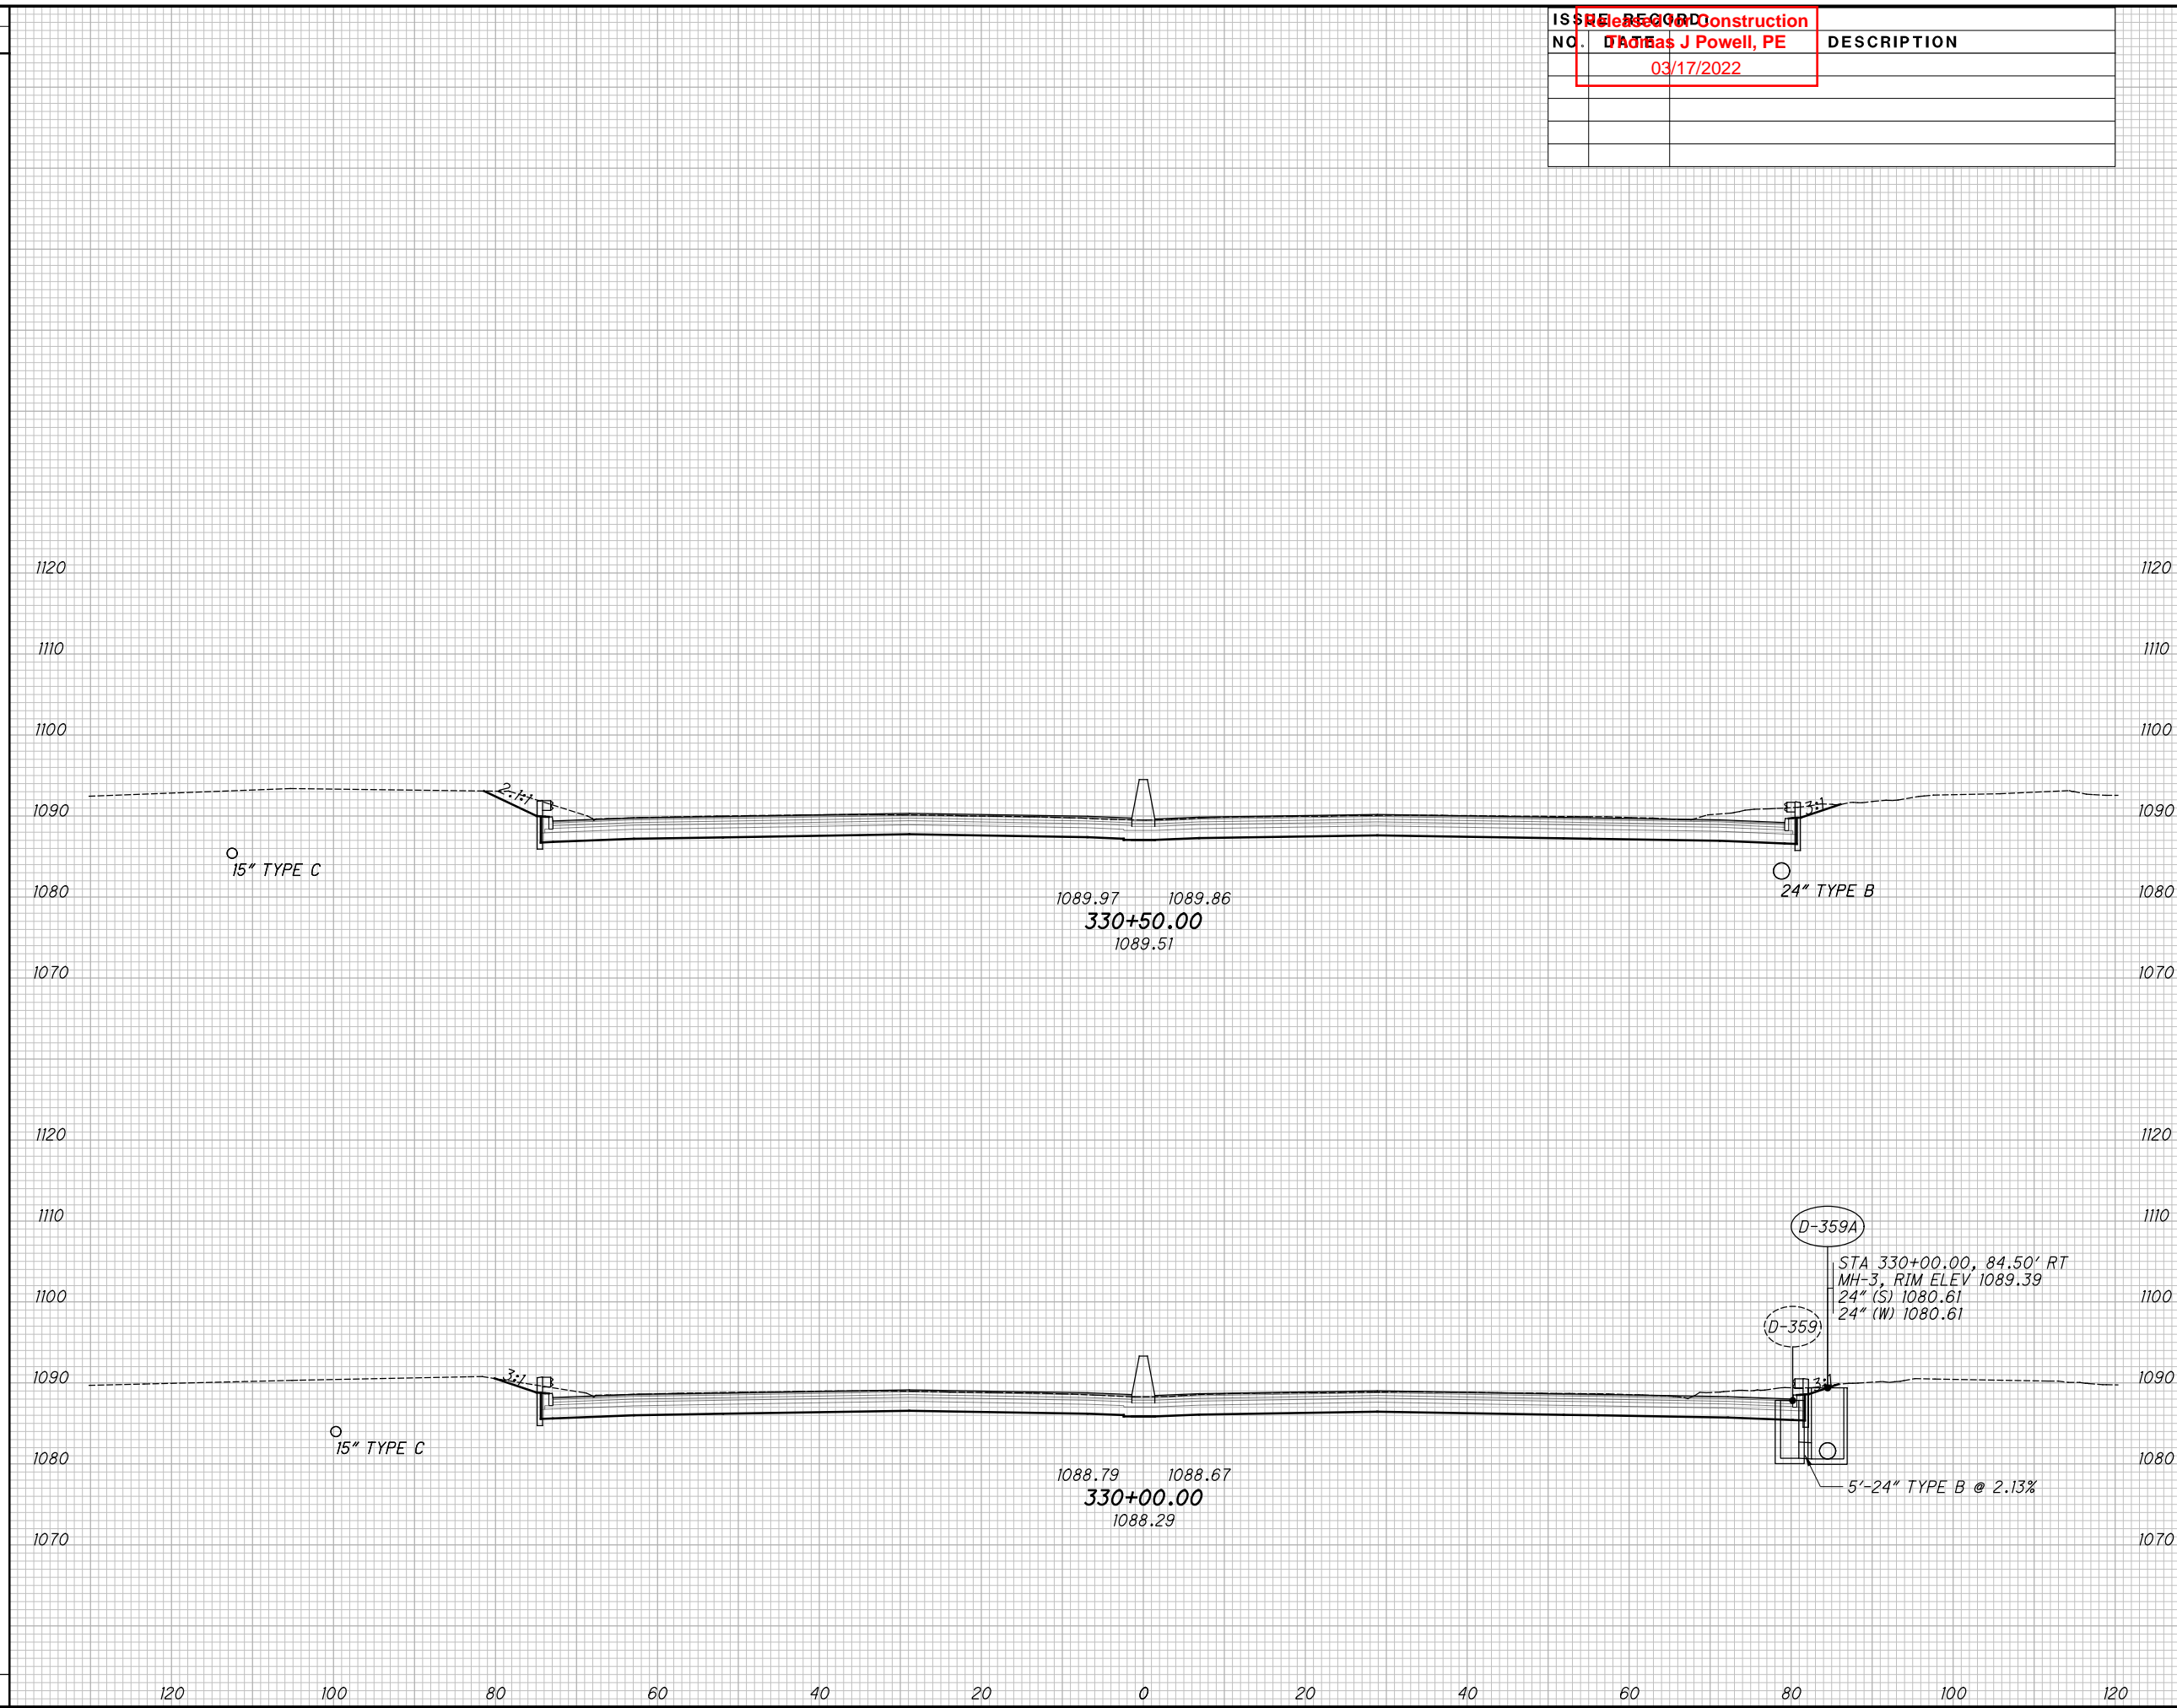 ISSUE RECORD:
Released for Construction
NO. DATE DESCRIPTION
Thomas J Powell, PE
03/17/2022
1120 1120
1110 1110
1100 1100
1090 1090
2.1:1 3:1
15" TYPE C
24" TYPE B
1080 1080
1089.97 1089.86
330+50.00
1089.51
1070 1070
1120 1120
1110 1110
D-359A
STA 330+00.00, 84.50' RT
MH-3, RIM ELEV 1089.39
24" (S) 1080.61
24" (W) 1080.61
1100 1100
D-359
1090 1090
3:1 3:1
15" TYPE C
1080 1080
1088.79 1088.67
5'-24" TYPE B @ 2.13%
330+00.00
1088.29
1070 1070
120 100 80 60 40 20 0 20 40 60 80 100 120